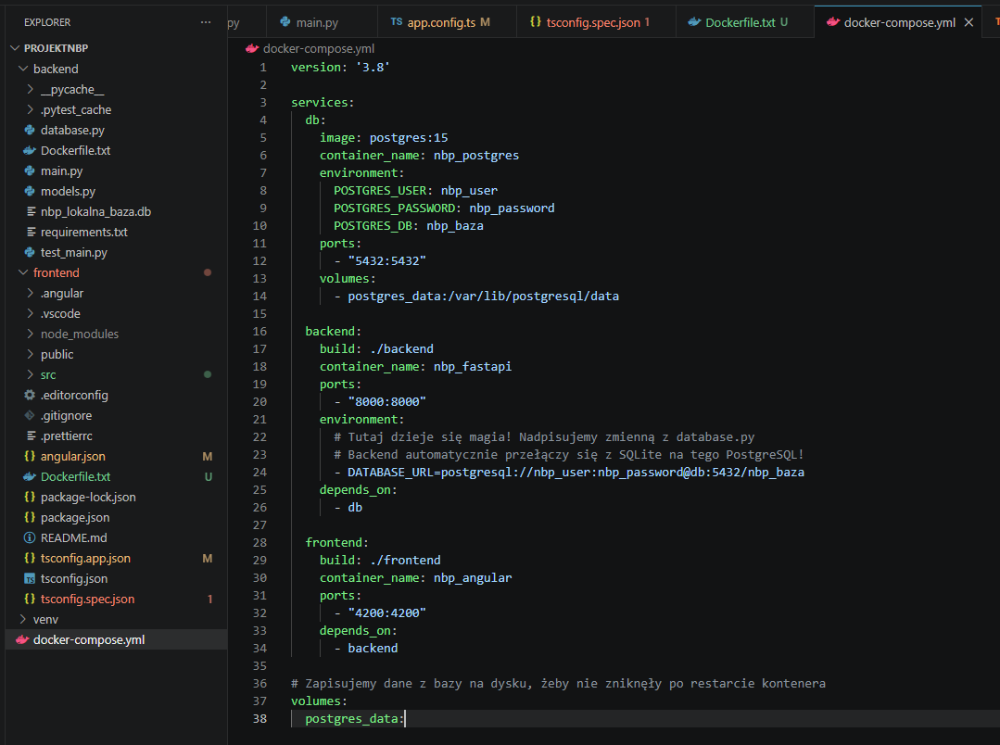 EXPLORER
PROJEKTNBP
backend
__pycache__
.pytest_cache
database.py
Dockerfile.txt
main.py
models.py
nbp_lokalna_baza.db
requirements.txt
test_main.py
frontend
.angular
.vscode
node_modules
public
src
.editorconfig
.gitignore
.prettierrc
{} angular.json M
Dockerfile.txt U
{} package-lock.json
{} package.json
README.md
{} tsconfig.app.json M
TS tsconfig.json
{} tsconfig.spec.json 1
venv
docker-compose.yml
py
main.py
TS app.config.ts M
{} tsconfig.spec.json 1
Dockerfile.txt U
docker-compose.yml
docker-compose.yml
1 version: '3.8'
2
3 services:
4 db:
5 image: postgres:15
6 container_name: nbp_postgres
7 environment:
8 POSTGRES_USER: nbp_user
9 POSTGRES_PASSWORD: nbp_password
10 POSTGRES_DB: nbp_baza
11 ports:
12 - "5432:5432"
13 volumes:
14 - postgres_data:/var/lib/postgresql/data
15
16 backend:
17 build: ./backend
18 container_name: nbp_fastapi
19 ports:
20 - "8000:8000"
21 environment:
22 # Tutaj dzieje się magia! Nadpisujemy zmienną z database.py
23 # Backend automatycznie przełączy się z SQLite na tego PostgreSQL!
24 - DATABASE_URL=postgresql://nbp_user:nbp_password@db:5432/nbp_baza
25 depends_on:
26 - db
27
28 frontend:
29 build: ./frontend
30 container_name: nbp_angular
31 ports:
32 - "4200:4200"
33 depends_on:
34 - backend
35
36 # Zapisujemy dane z bazy na dysku, żeby nie zniknęły po restarcie kontenera
37 volumes:
38 postgres_data: